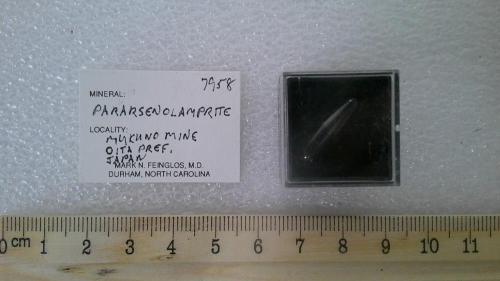 7958
MINERAL:
PARARSENOLAMPRITE
LOCALITY:
MUKUNO MINE
OITA PREF.
JAPAN
MARK N. FEINGLOS, M.D.
DURHAM, NORTH CAROLINA
0 cm 1 2 3 4 5 6 7 8 9 10 11